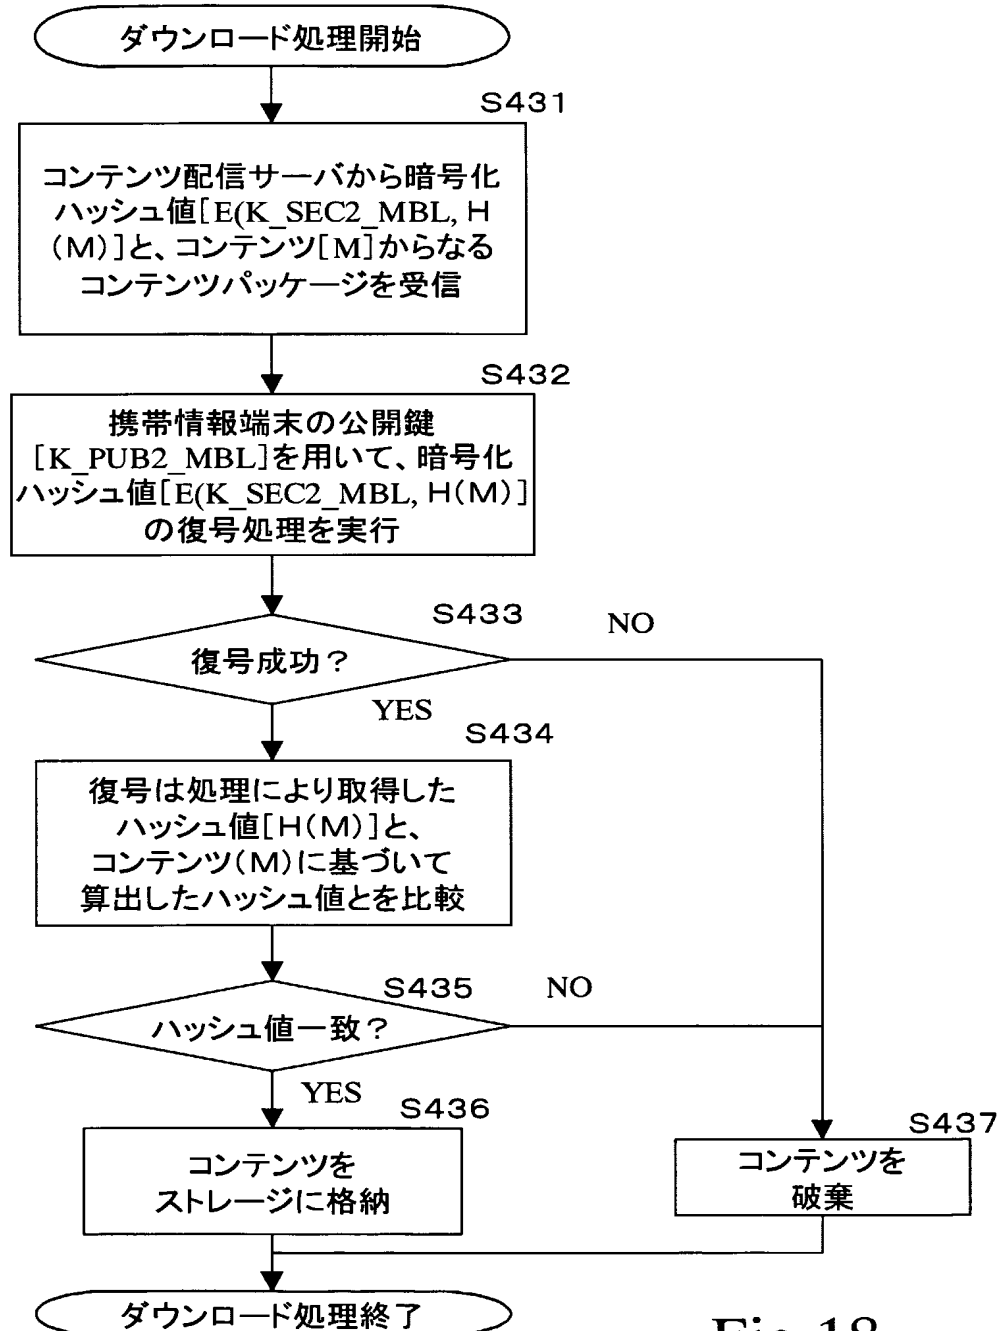 ダウンロード処理開始
S431
コンテンツ配信サーバから暗号化
ハッシュ値[E(K_SEC2_MBL, H
(M)]と、コンテンツ[M]からなる
コンテンツパッケージを受信
S432
携帯情報端末の公開鍵
[K_PUB2_MBL]を用いて、暗号化
ハッシュ値[E(K_SEC2_MBL, H(M)]
の復号処理を実行
S433
NO
復号成功?
YES
S434
復号は処理により取得した
ハッシュ値[H(M)]と、
コンテンツ(M)に基づいて
算出したハッシュ値とを比較
S435
NO
ハッシュ値一致?
YES
S436
S437
コンテンツを
ストレージに格納
コンテンツを
破棄
ダウンロード処理終了
Fig.18